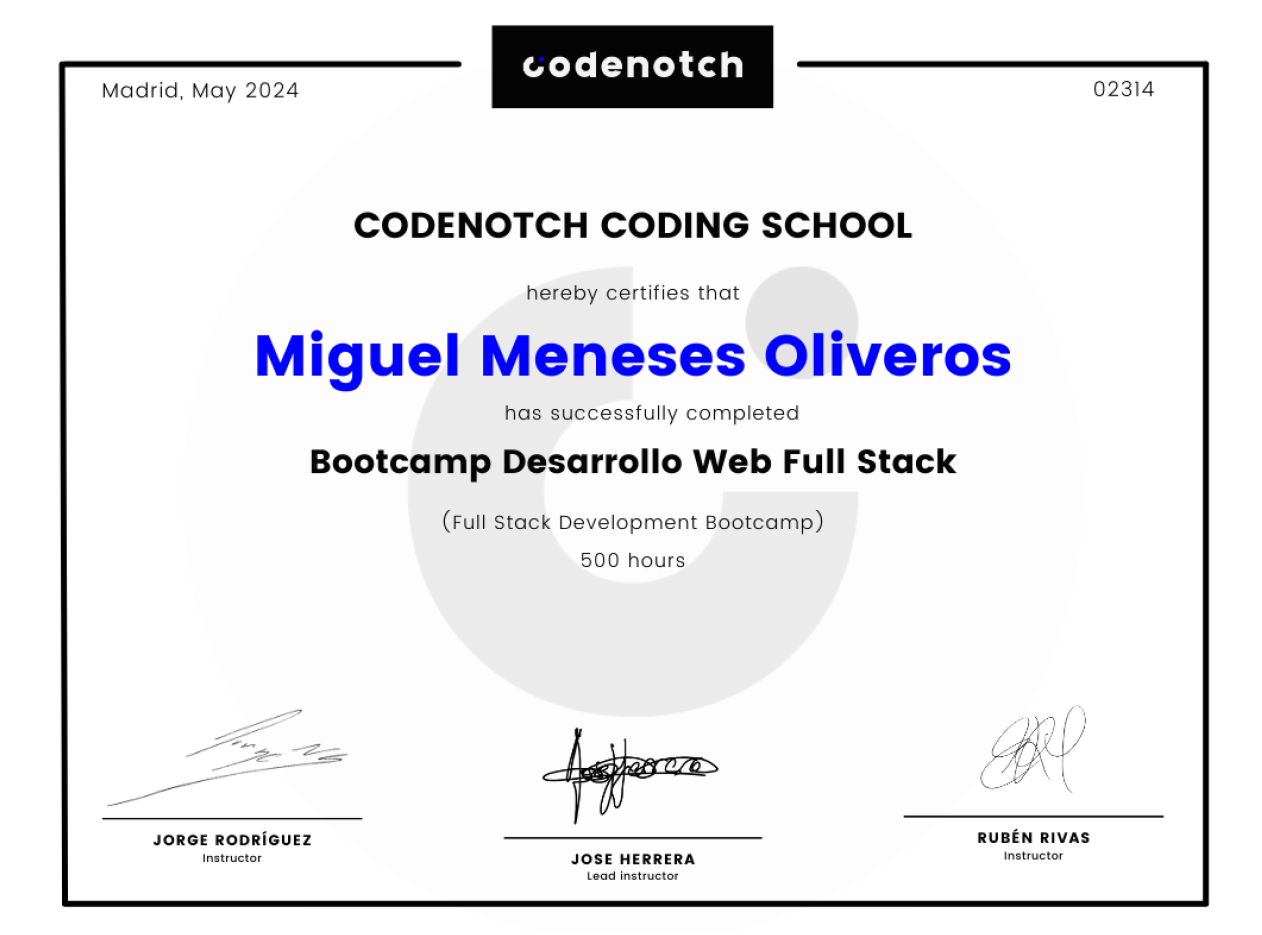 codenotch
Madrid, May 2024
02314
CODENOTCH CODING SCHOOL
hereby certifies that
Miguel Meneses Oliveros
has successfully completed
Bootcamp Desarrollo Web Full Stack
(Full Stack Development Bootcamp)
500 hours
JORGE RODRÍGUEZ
Instructor
JOSE HERRERA
Lead instructor
RUBÉN RIVAS
Instructor